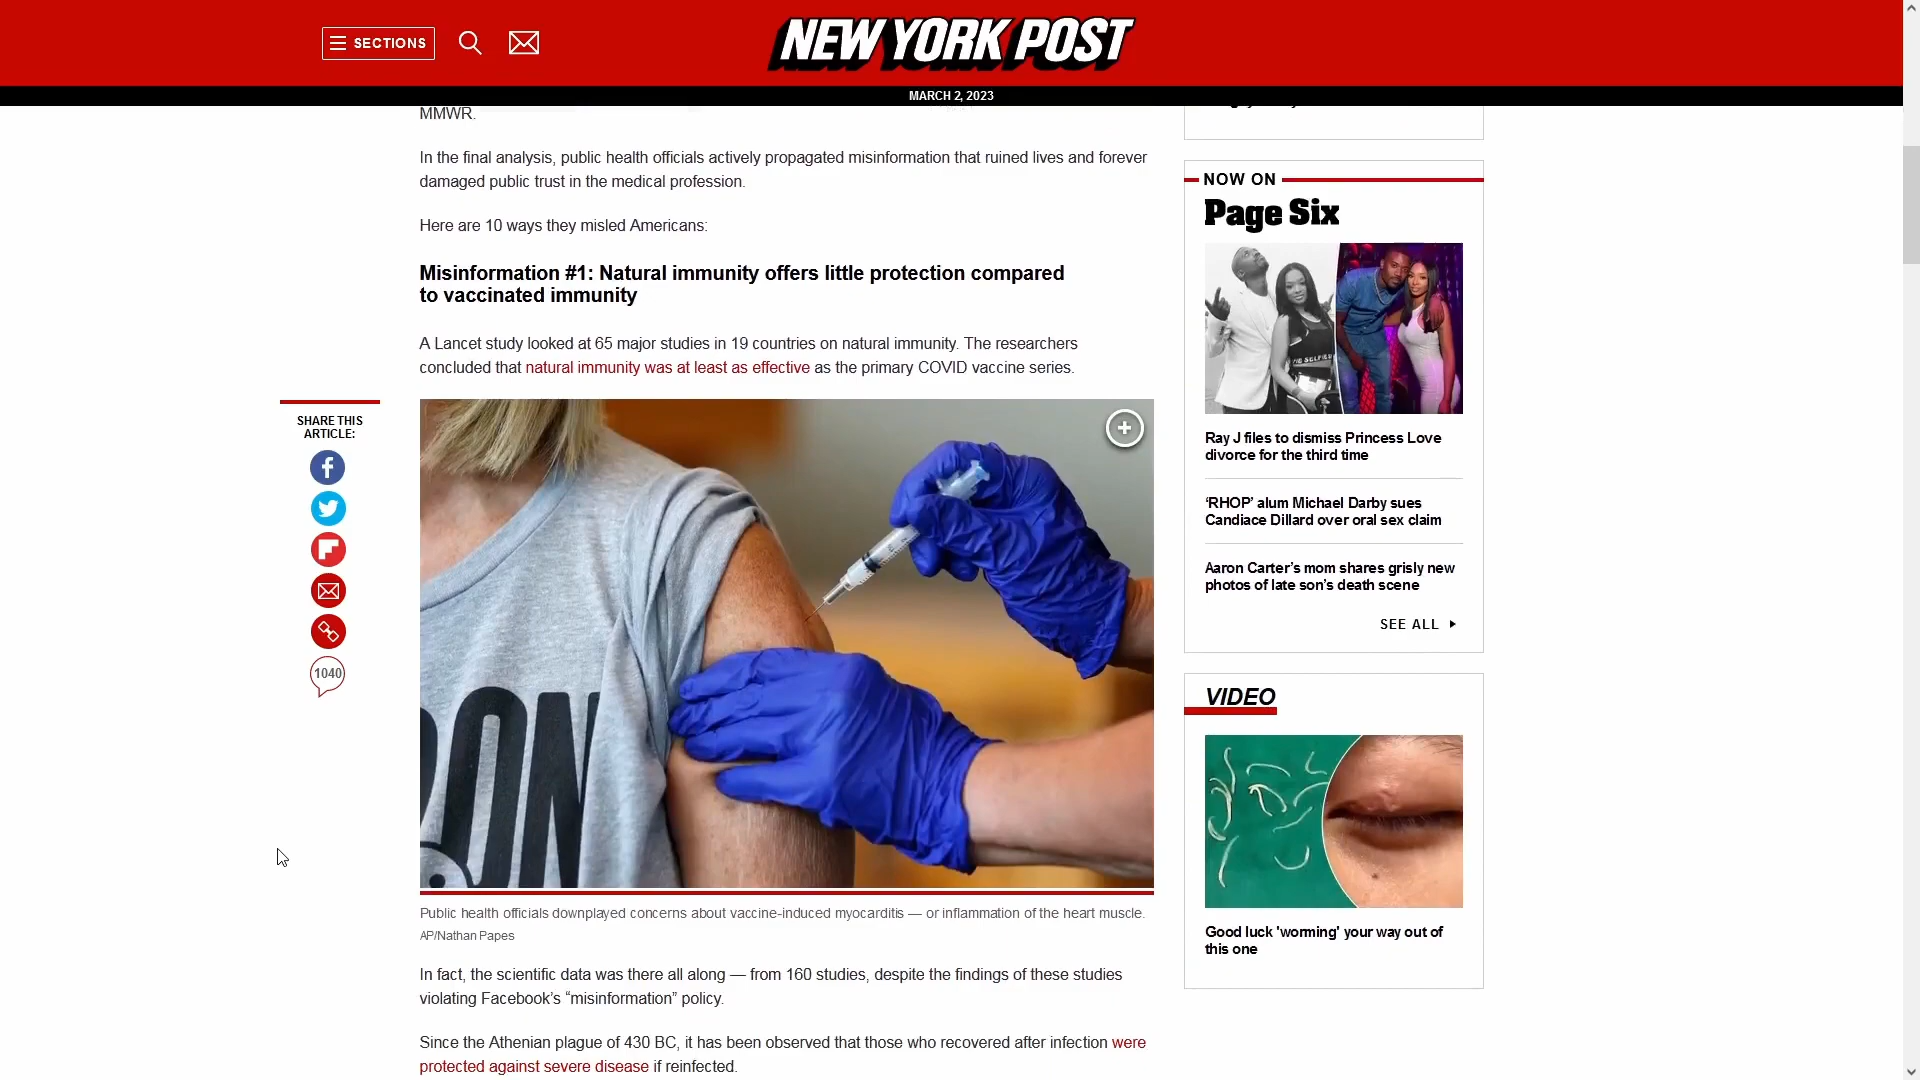 SECTIONS
NEW YORK POST
MARCH 2, 2023
MMWR.
In the final analysis, public health officials actively propagated misinformation that ruined lives and forever
damaged public trust in the medical profession.
Here are 10 ways they misled Americans:
Misinformation #1: Natural immunity offers little protection compared
to vaccinated immunity
A Lancet study looked at 65 major studies in 19 countries on natural immunity. The researchers
concluded that natural immunity was at least as effective as the primary COVID vaccine series.
SHARE THIS
ARTICLE:
1040
Public health officials downplayed concerns about vaccine-induced myocarditis — or inflammation of the heart muscle.
AP/Nathan Papes
In fact, the scientific data was there all along — from 160 studies, despite the findings of these studies
violating Facebook’s “misinformation” policy.
Since the Athenian plague of 430 BC, it has been observed that those who recovered after infection were
protected against severe disease if reinfected.
NOW ON
Page Six
Ray J files to dismiss Princess Love
divorce for the third time
‘RHOP’ alum Michael Darby sues
Candiace Dillard over oral sex claim
Aaron Carter’s mom shares grisly new
photos of late son’s death scene
SEE ALL
VIDEO
Good luck 'worming' your way out of
this one